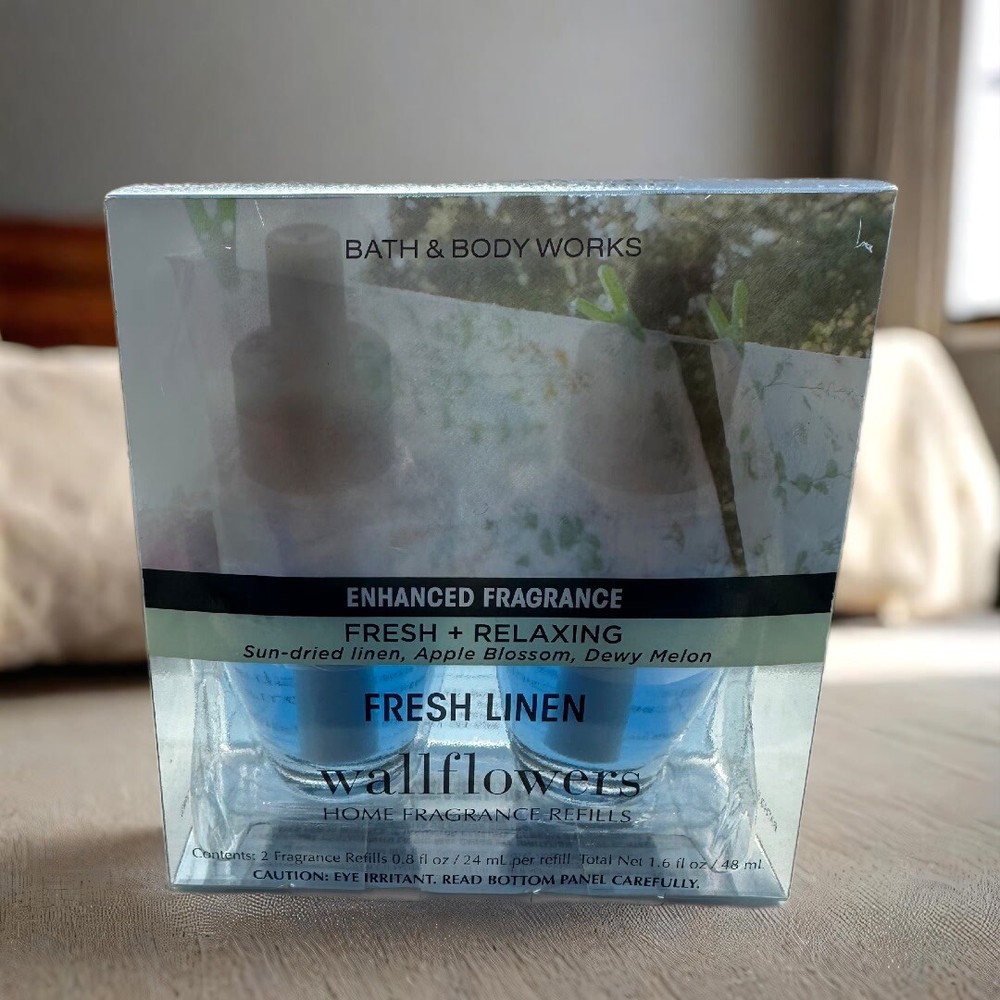 BATH & BODY WORKS
ENHANCED FRAGRANCE
FRESH + RELAXING
Sun-dried linen, Apple Blossom, Dewy Melon
FRESH LINEN
wallflowers
HOME FRAGRANCE REFILLS
Contents: 2 Fragrance Refills 0.8 fl oz / 24 mL per refill Total Net 1.6 fl oz / 48 mL
CAUTION: EYE IRRITANT. READ BOTTOM PANEL CAREFULLY.